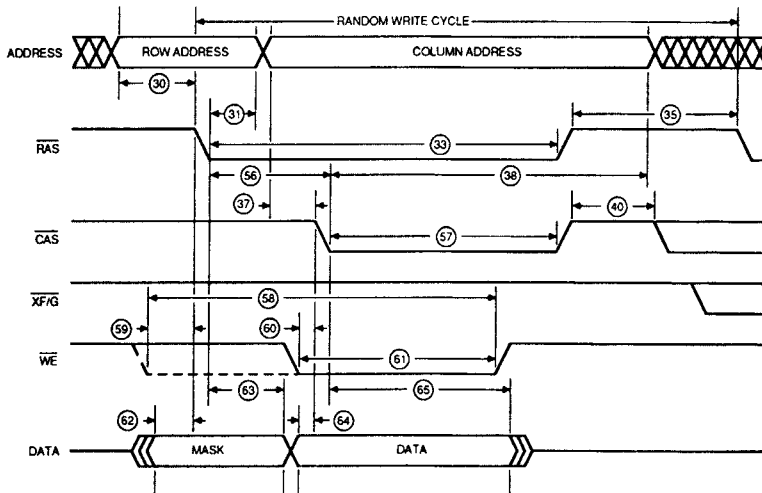 RANDOM WRITE CYCLE
ADDRESS ROW ADDRESS COLUMN ADDRESS
30
31 35
RAS 33
56 38
37 40
CAS 57
XF/G 58
59 60
WE 61
63 65
62 64
DATA MASK DATA